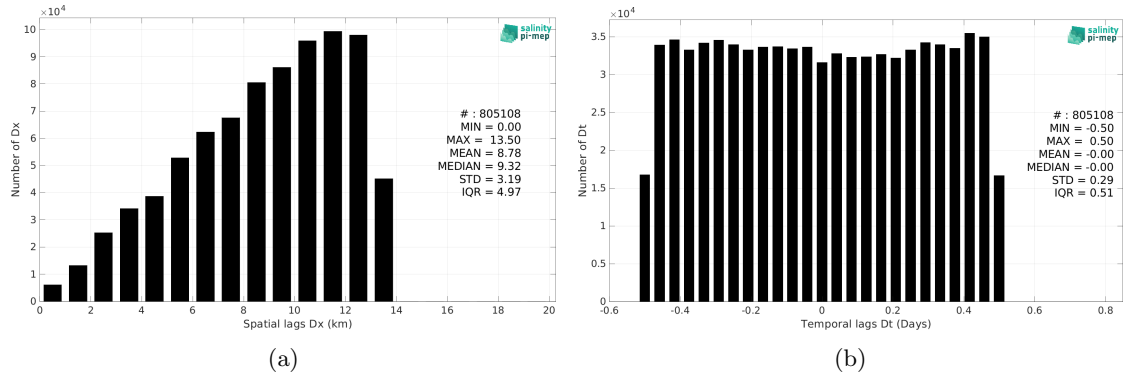 ×10⁴
10
9
8
7
6
5
4
3
2
1
0
Number of Dx
salinity
pi-mep
# : 805108
MIN = 0.00
MAX = 13.50
MEAN = 8.78
MEDIAN = 9.32
STD = 3.19
IQR = 4.97
0 2 4 6 8 10 12 14 16 18 20
Spatial lags Dx (km)
(a)
×10⁴
3.5
3
2.5
2
1.5
1
0.5
0
Number of Dt
salinity
pi-mep
# : 805108
MIN = -0.50
MAX = 0.50
MEAN = -0.00
MEDIAN = -0.00
STD = 0.29
IQR = 0.51
-0.6 -0.4 -0.2 0 0.2 0.4 0.6 0.8
Temporal lags Dt (Days)
(b)